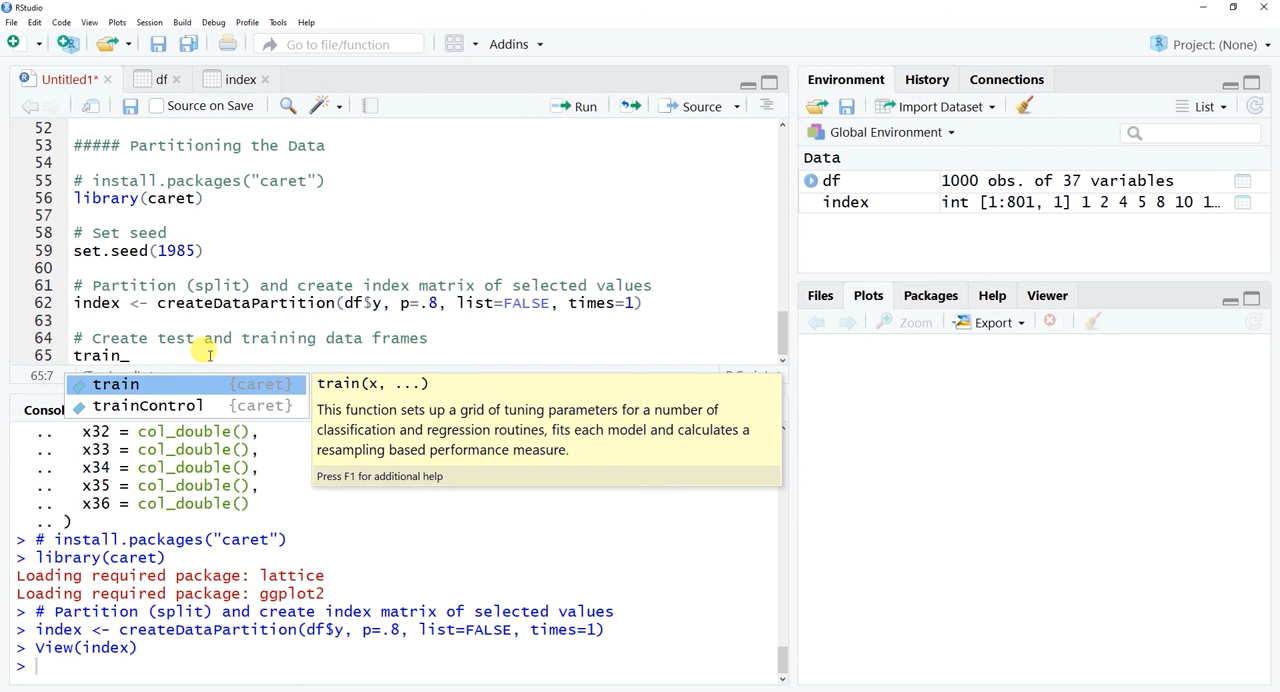 RStudio
File Edit Code View Plots Session Build Debug Profile Tools Help
Go to file/function Addins Project: (None)
Untitled1* df index
Source on Save Run Source
52
53 ##### Partitioning the Data
54
55 # install.packages("caret")
56 library(caret)
57
58 # Set seed
59 set.seed(1985)
60
61 # Partition (split) and create index matrix of selected values
62 index <- createDataPartition(df$y, p=.8, list=FALSE, times=1)
63
64 # Create test and training data frames
65 train_
65:7
train {caret}
trainControl {caret}
train(x, ...)
This function sets up a grid of tuning parameters for a number of
classification and regression routines, fits each model and calculates a
resampling based performance measure.
Press F1 for additional help
Consol
.. x32 = col_double(),
.. x33 = col_double(),
.. x34 = col_double(),
.. x35 = col_double(),
.. x36 = col_double()
.. )
> # install.packages("caret")
> library(caret)
Loading required package: lattice
Loading required package: ggplot2
> # Partition (split) and create index matrix of selected values
> index <- createDataPartition(df$y, p=.8, list=FALSE, times=1)
> View(index)
>
Environment History Connections
Import Dataset List
Global Environment
Data
df 1000 obs. of 37 variables
index int [1:801, 1] 1 2 4 5 8 10 1…
Files Plots Packages Help Viewer
Zoom Export